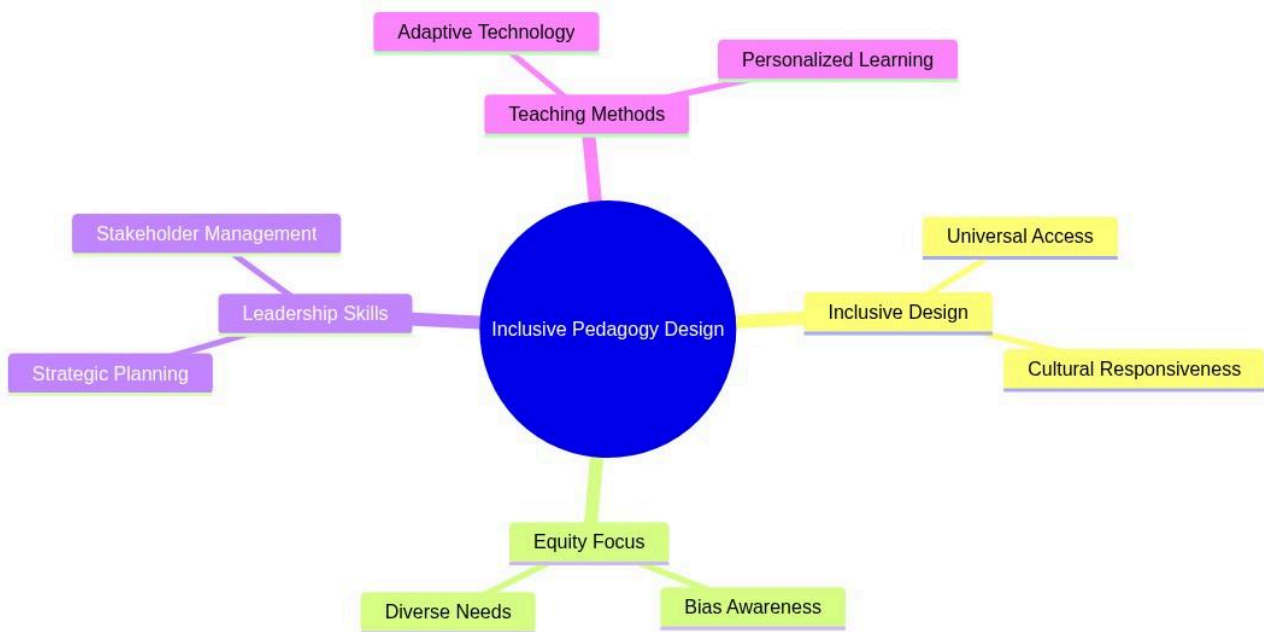 Adaptive Technology
Personalized Learning
Teaching Methods
Stakeholder Management
Universal Access
Leadership Skills
Inclusive Design
Inclusive Pedagogy Design
Strategic Planning
Cultural Responsiveness
Equity Focus
Diverse Needs
Bias Awareness